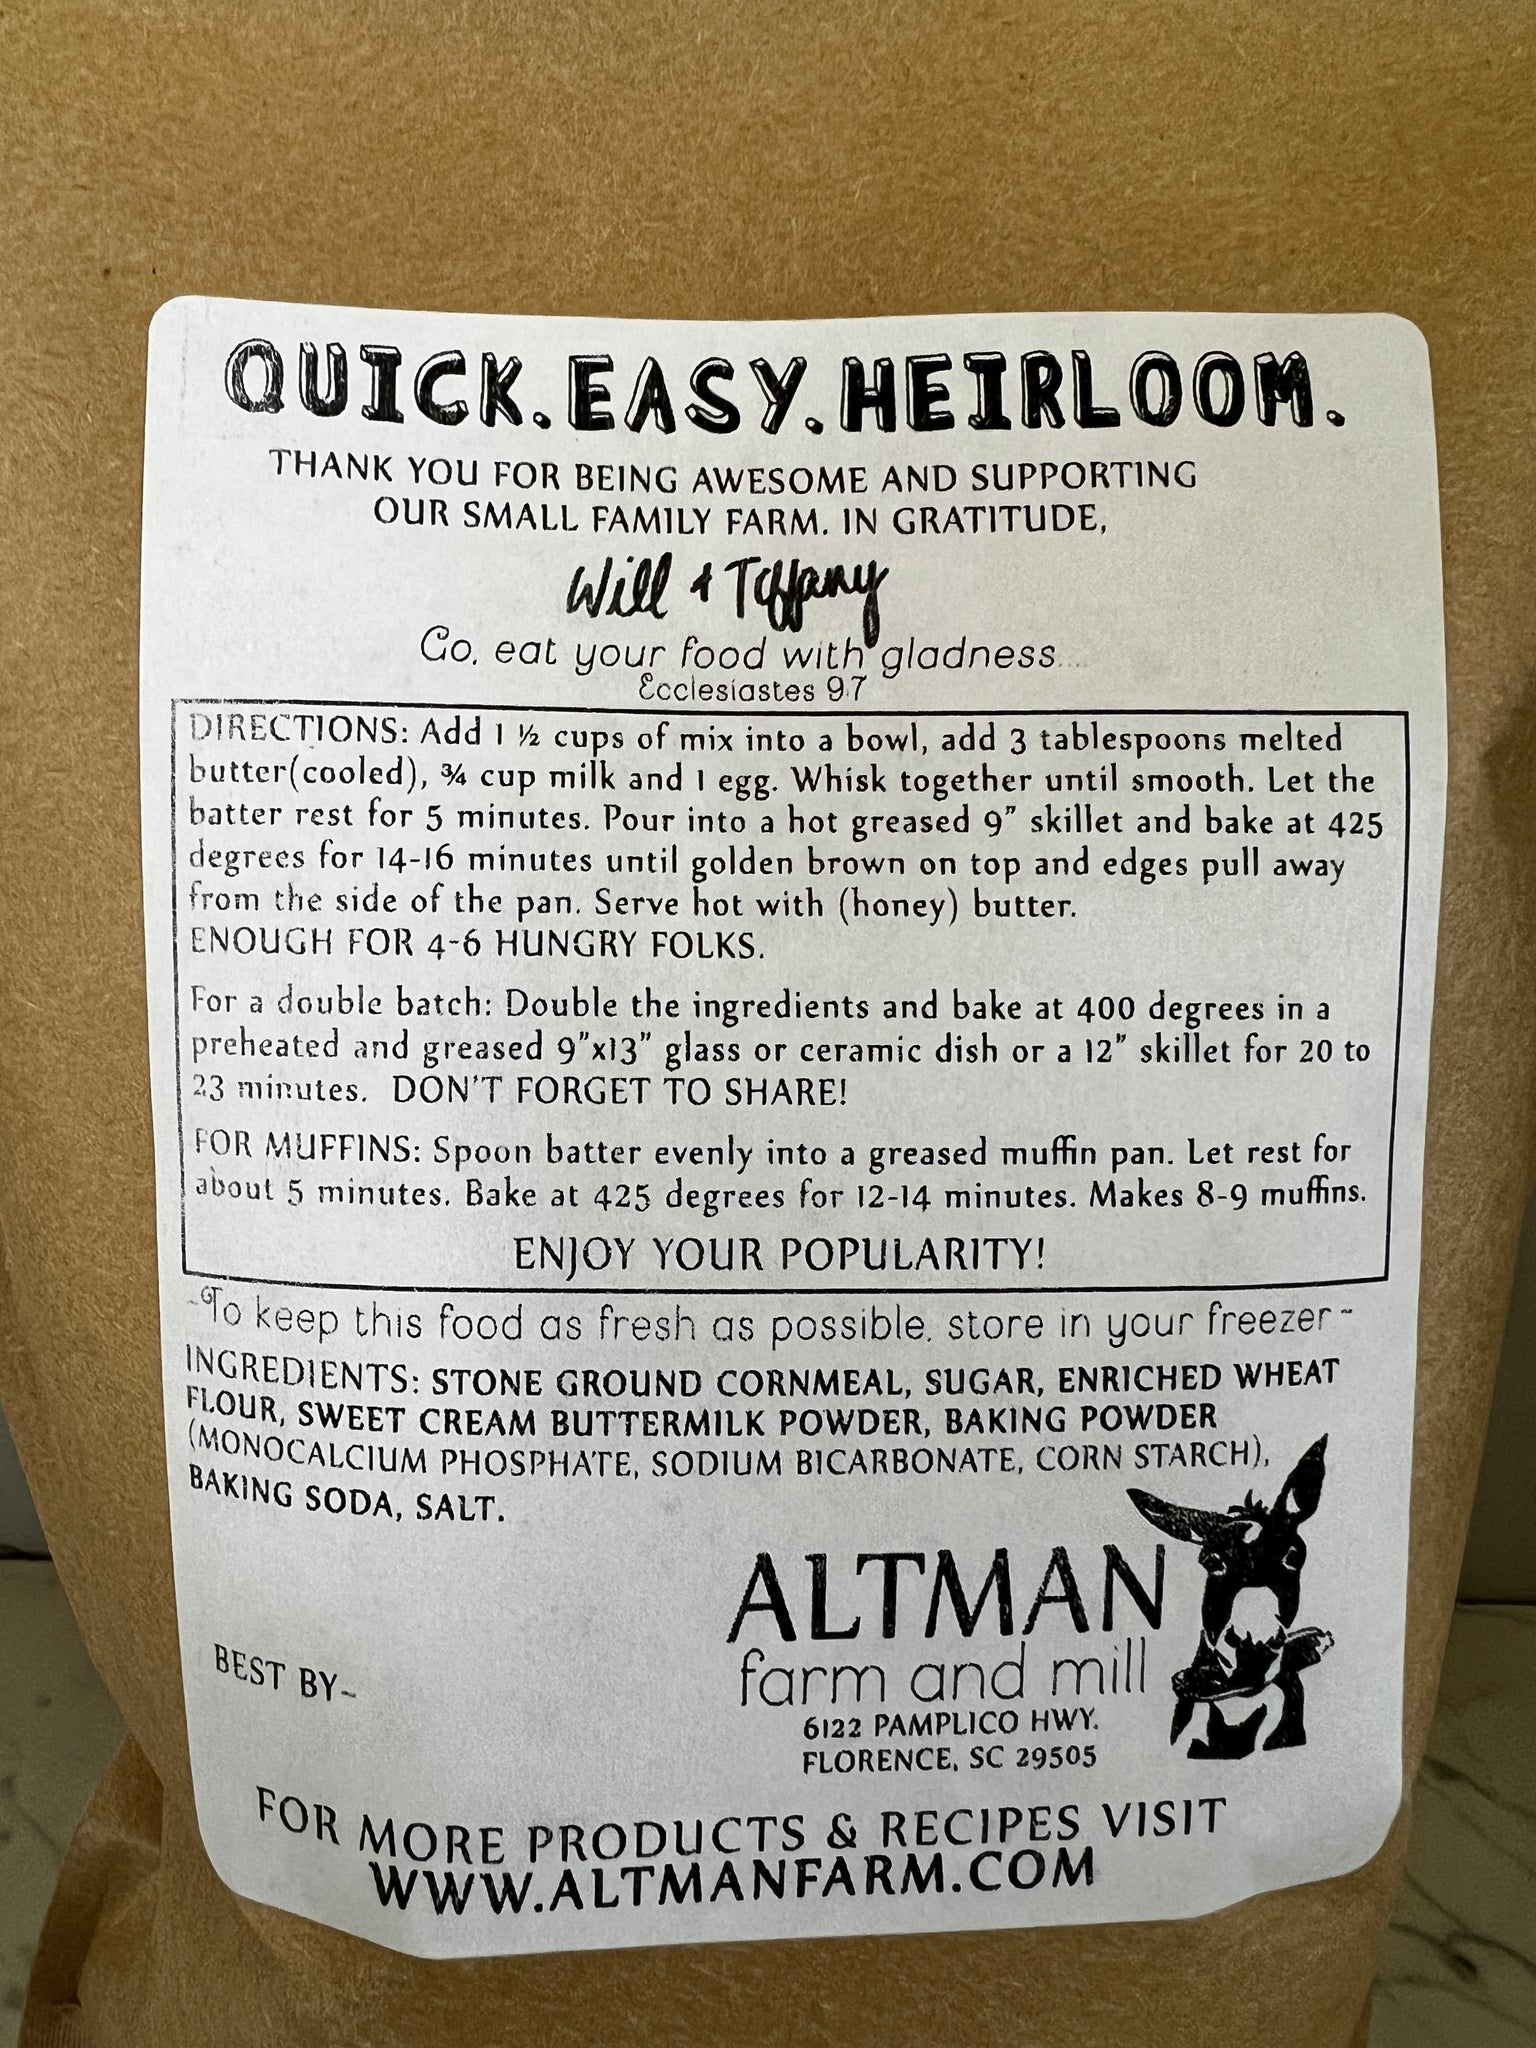 QUICK.EASY.HEIRLOOM.
THANK YOU FOR BEING AWESOME AND SUPPORTING
OUR SMALL FAMILY FARM. IN GRATITUDE,
Will + Tiffany
Go, eat your food with gladness...
Ecclesiastes 9:7
DIRECTIONS: Add 1 ½ cups of mix into a bowl, add 3 tablespoons melted
butter(cooled), ¾ cup milk and 1 egg. Whisk together until smooth. Let the
batter rest for 5 minutes. Pour into a hot greased 9" skillet and bake at 425
degrees for 14-16 minutes until golden brown on top and edges pull away
from the side of the pan. Serve hot with (honey) butter.
ENOUGH FOR 4-6 HUNGRY FOLKS.
For a double batch: Double the ingredients and bake at 400 degrees in a
preheated and greased 9"x13" glass or ceramic dish or a 12" skillet for 20 to
23 minutes. DON'T FORGET TO SHARE!
FOR MUFFINS: Spoon batter evenly into a greased muffin pan. Let rest for
about 5 minutes. Bake at 425 degrees for 12-14 minutes. Makes 8-9 muffins.
ENJOY YOUR POPULARITY!
~To keep this food as fresh as possible, store in your freezer~
INGREDIENTS: STONE GROUND CORNMEAL, SUGAR, ENRICHED WHEAT
FLOUR, SWEET CREAM BUTTERMILK POWDER, BAKING POWDER
(MONOCALCIUM PHOSPHATE, SODIUM BICARBONATE, CORN STARCH),
BAKING SODA, SALT.
ALTMAN
farm and mill
BEST BY~
6122 PAMPLICO HWY.
FLORENCE, SC 29505
FOR MORE PRODUCTS & RECIPES VISIT
WWW.ALTMANFARM.COM